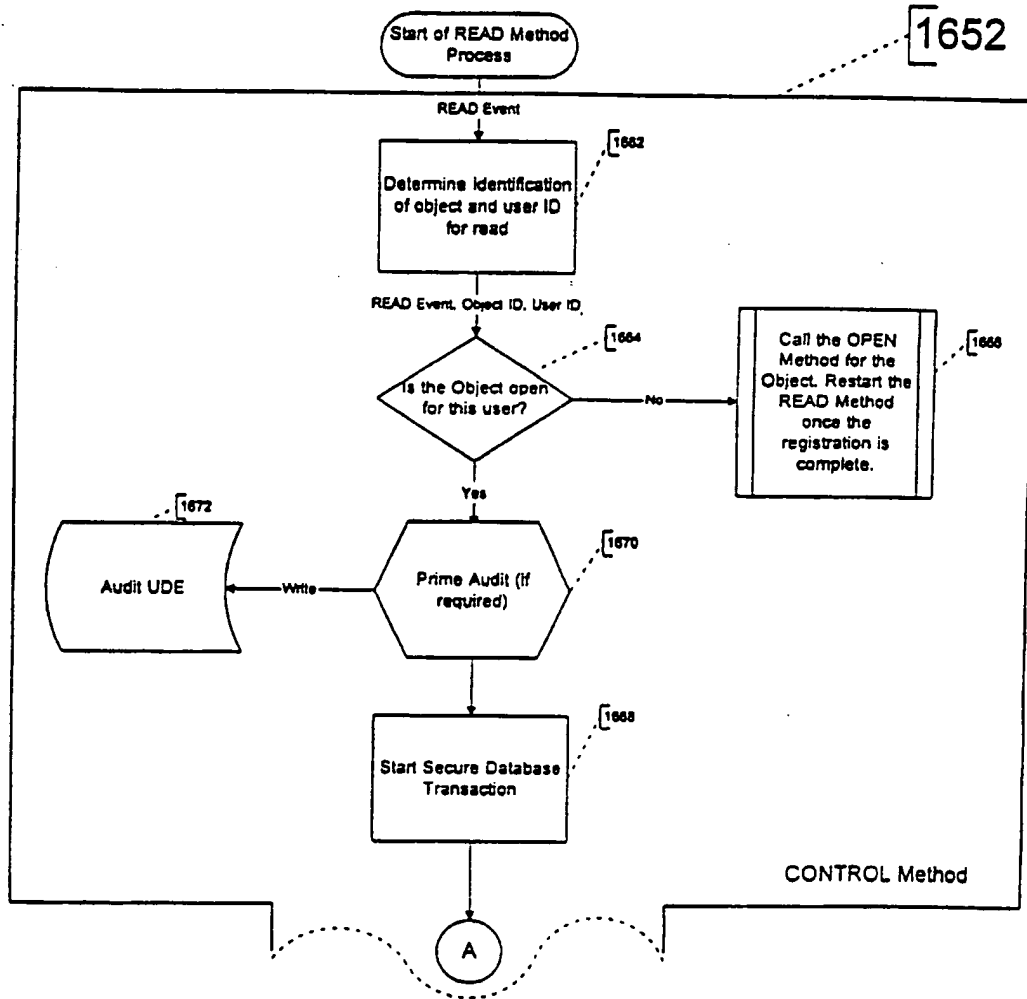 Start of READ Method
Process
1652
READ Event
1662
Determine identification
of object and user ID
for read
READ Event, Object ID, User ID
1664
Is the Object open
for this user?
No
Call the OPEN
Method for the
Object. Restart the
READ Method
once the
registration is
complete.
1666
Yes
1672
Audit UDE
Write
Prime Audit (if
required)
1670
Start Secure Database
Transaction
1668
CONTROL Method
A